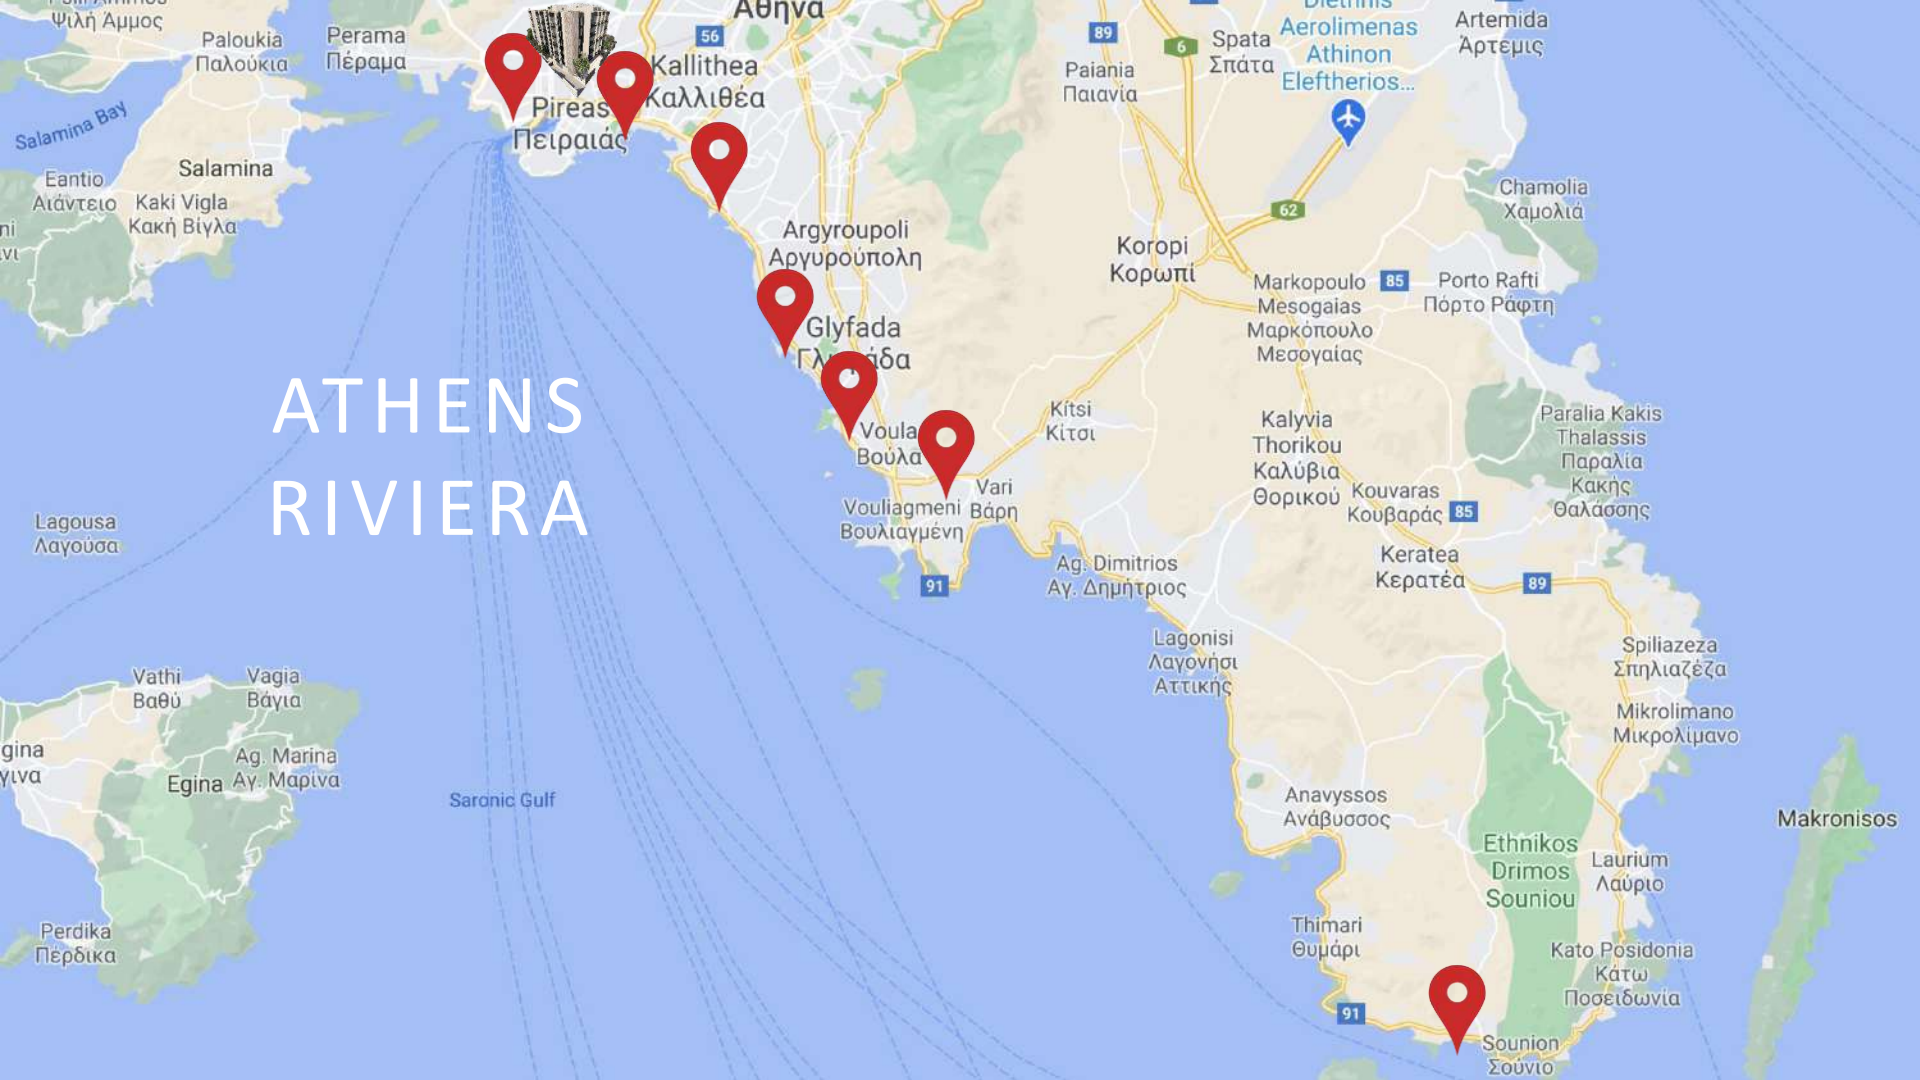 Ψιλή Άμμος
Paloukia
Παλούκια
Perama
Πέραμα
56
Αθήνα
Kallithea
Καλλιθέα
Pireas
Πειραιάς
89
6
Spata
Σπάτα
Diethnis
Aerolimenas
Athinon
Eleftherios...
Artemida
Άρτεμις
Paiania
Παιανία
Salamina Bay
Salamina
Eantio
Αιάντειο
Kaki Vigla
Κακή Βίγλα
Argyroupoli
Αργυρούπολη
62
Koropi
Κορωπί
Chamolia
Χαμολιά
Markopoulo
Mesogaias
Μαρκόπουλο
Μεσογαίας
85
Porto Rafti
Πόρτο Ράφτη
Glyfada
ATHENS
RIVIERA
Voula
Βούλα
Kítsi
Κίτσι
Kalyvia
Thorikou
Καλύβια
Θορικού
Paralia Kakis
Thalassis
Παραλία
Κακής
Θαλάσσης
Vari
Βάρη
Vouliagmeni
Βουλιαγμένη
Kouvaras
Κουβαράς
85
Lagousa
Λαγούσα
91
Ag. Dimitrios
Αγ. Δημήτριος
Keratea
Κερατέα
89
Lagonisi
Λαγονήσι
Αττικής
Spiliazeza
Σπηλιαζέζα
Vathi
Βαθύ
Vagia
Βάγια
Mikrolimano
Μικρολίμανο
gina
γινα
Egina
Ag. Marina
Αγ. Μαρίνα
Saronic Gulf
Anavyssos
Ανάβυσσος
Makronisos
Ethnikos
Drimos
Souniou
Laurium
Λαύριο
Perdika
Πέρδικα
Thimari
Θυμάρι
Kato Posidonia
Κάτω
Ποσειδωνία
91
Sounion
Σούνιο